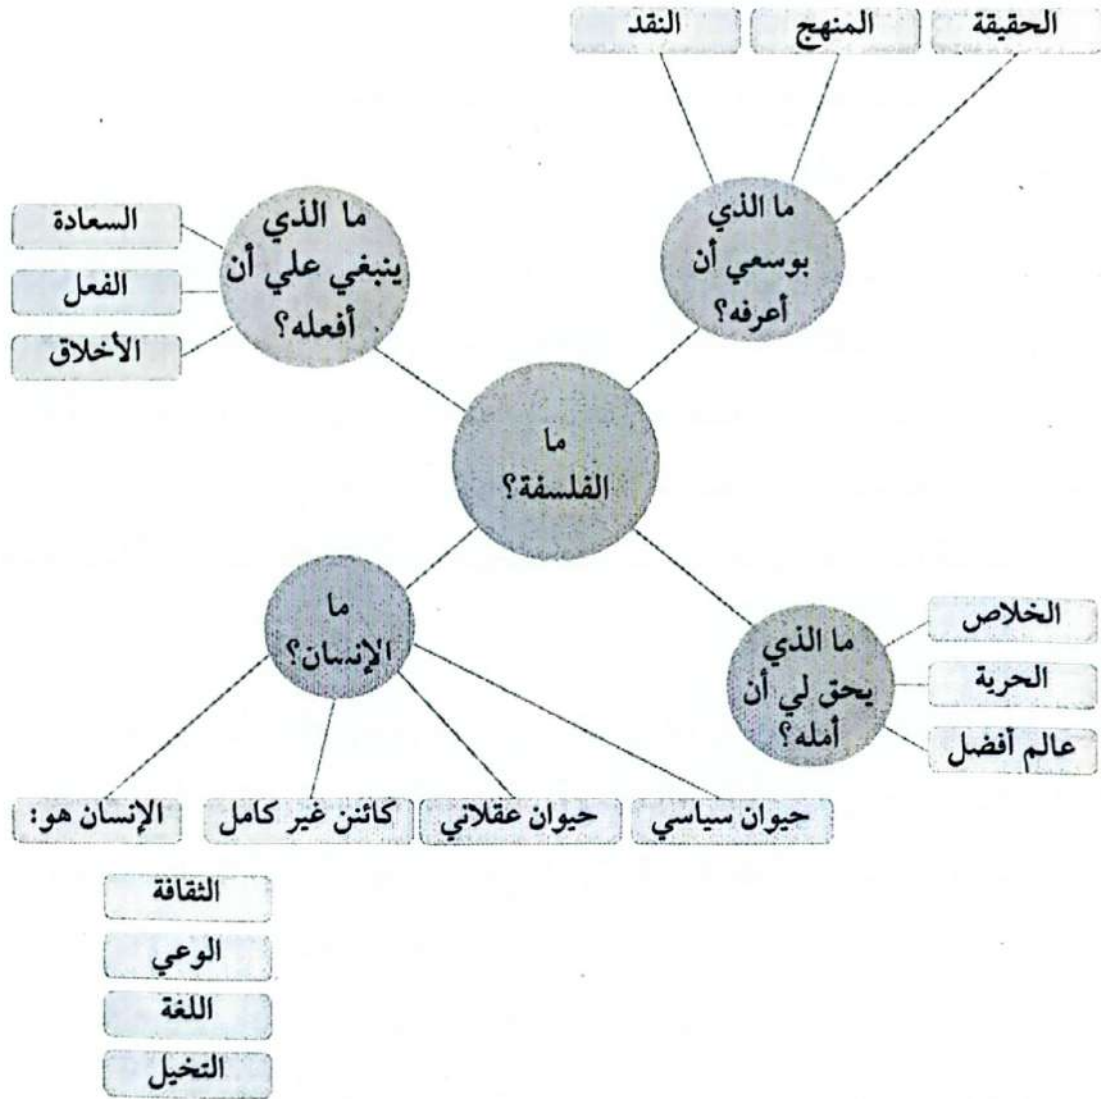 الحقيقة
المنهج
النقد
ما الذي
بوسعي أن
أعرفه؟
ما الذي
ينبغي علي أن
أفعله؟
السعادة
الفعل
الأخلاق
ما
الفلسفة؟
ما
الإنسان؟
ما الذي
يحق لي أن
أمله؟
الخلاص
الحرية
عالم أفضل
حيوان سياسي
حيوان عقلاني
كائنن غير كامل
الإنسان هو:
الثقافة
الوعي
اللغة
التخيل